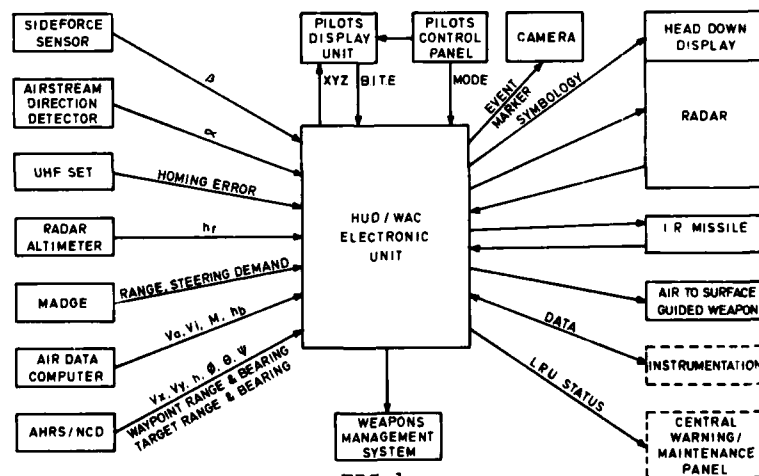 SIDEFORCE
SENSOR
AIRSTREAM
DIRECTION
DETECTOR
UHF SET
RADAR
ALTIMETER
MADGE
AIR DATA
COMPUTER
AHRS/NCD
β
α
HOMING ERROR
hr
RANGE, STEERING DEMAND
Va, Vi, M, hb
Vx, Vy, h, ø, θ, Ψ
WAYPOINT RANGE & BEARING
TARGET RANGE & BEARING
PILOTS
DISPLAY
UNIT
PILOTS
CONTROL
PANEL
XYZ
BITE
MODE
HUD / WAC
ELECTRONIC
UNIT
WEAPONS
MANAGEMENT
SYSTEM
CAMERA
EVENT
MARKER
SYMBOLOGY
DATA
LRU STATUS
HEAD DOWN
DISPLAY
RADAR
I R MISSILE
AIR TO SURFACE
GUIDED WEAPON
INSTRUMENTATION
CENTRAL
WARNING/
MAINTENANCE
PANEL